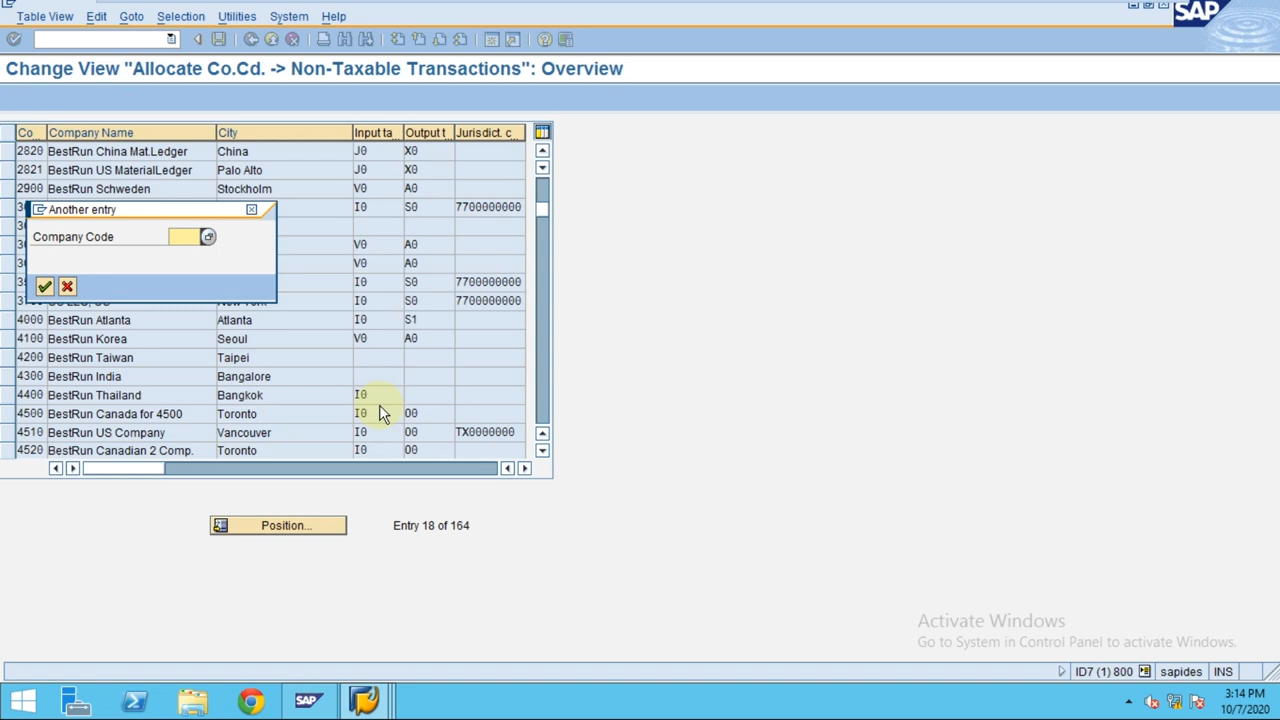 Table View Edit Goto Selection Utilities System Help
SAP
Change View "Allocate Co.Cd. -> Non-Taxable Transactions": Overview
Co... Company Name City Input ta... Output t... Jurisdict. c...
2820 BestRun China Mat.Ledger China J0 X0
2821 BestRun US MaterialLedger Palo Alto J0 X0
2900 BestRun Schweden Stockholm V0 A0
I0 S0 7700000000
Another entry
Company Code
V0 A0
V0 A0
I0 S0 7700000000
I0 S0 7700000000
4000 BestRun Atlanta Atlanta I0 S1
4100 BestRun Korea Seoul V0 A0
4200 BestRun Taiwan Taipei
4300 BestRun India Bangalore
4400 BestRun Thailand Bangkok I0
4500 BestRun Canada for 4500 Toronto I0 O0
4510 BestRun US Company Vancouver I0 O0 TX0000000
4520 BestRun Canadian 2 Comp. Toronto I0 O0
Position... Entry 18 of 164
Activate Windows
Go to System in Control Panel to activate Windows.
ID7 (1) 800 sapides INS
SAP
3:14 PM
10/7/2020